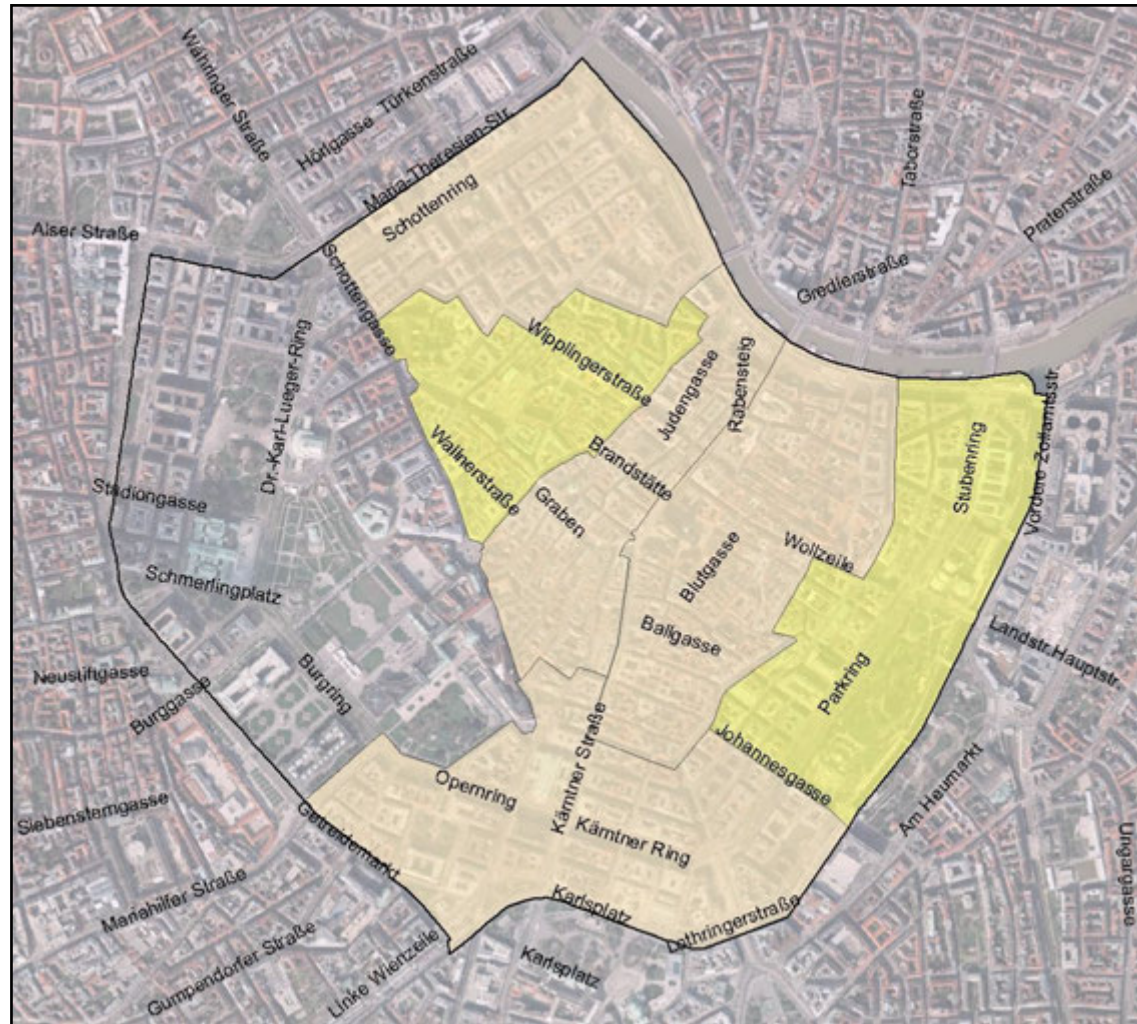 Währinger Straße
Türkenstraße
Hörlgasse
Maria-Theresien-Str.
Taborstraße
Praterstraße
Alser Straße
Schottenring
Schottengasse
Gredlerstraße
Dr.-Karl-Lueger-Ring
Wipplingerstraße
Judengasse
Rabensteig
Vordere Zollamtsstr.
Stubenring
Wallnerstraße
Brandstätte
Graben
Stadiongasse
Wollzeile
Blutgasse
Schmerlingplatz
Ballgasse
Landstr.Hauptstr.
Neustiftgasse
Burggasse
Burgring
Parkring
Johannesgasse
Kärntner Straße
Opernring
Am Heumarkt
Siebensterngasse
Getreidemarkt
Kärntner Ring
Ungargasse
Mariahilfer Straße
Karlsplatz
Lothringerstraße
Gumpendorfer Straße
Linke Wienzeile
Karlsplatz